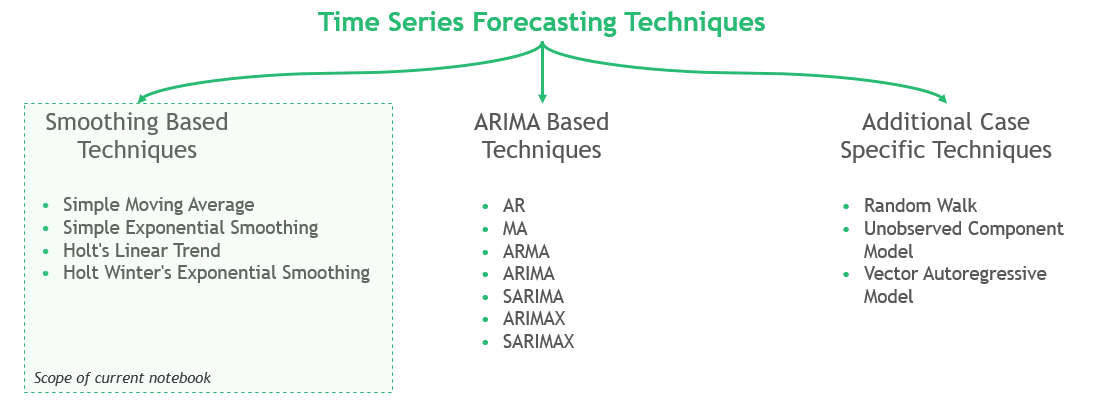 Time Series Forecasting Techniques
Smoothing Based
Techniques
• Simple Moving Average
• Simple Exponential Smoothing
• Holt's Linear Trend
• Holt Winter's Exponential Smoothing
Scope of current notebook
ARIMA Based
Techniques
• AR
• MA
• ARMA
• ARIMA
• SARIMA
• ARIMAX
• SARIMAX
Additional Case
Specific Techniques
• Random Walk
• Unobserved Component
Model
• Vector Autoregressive
Model